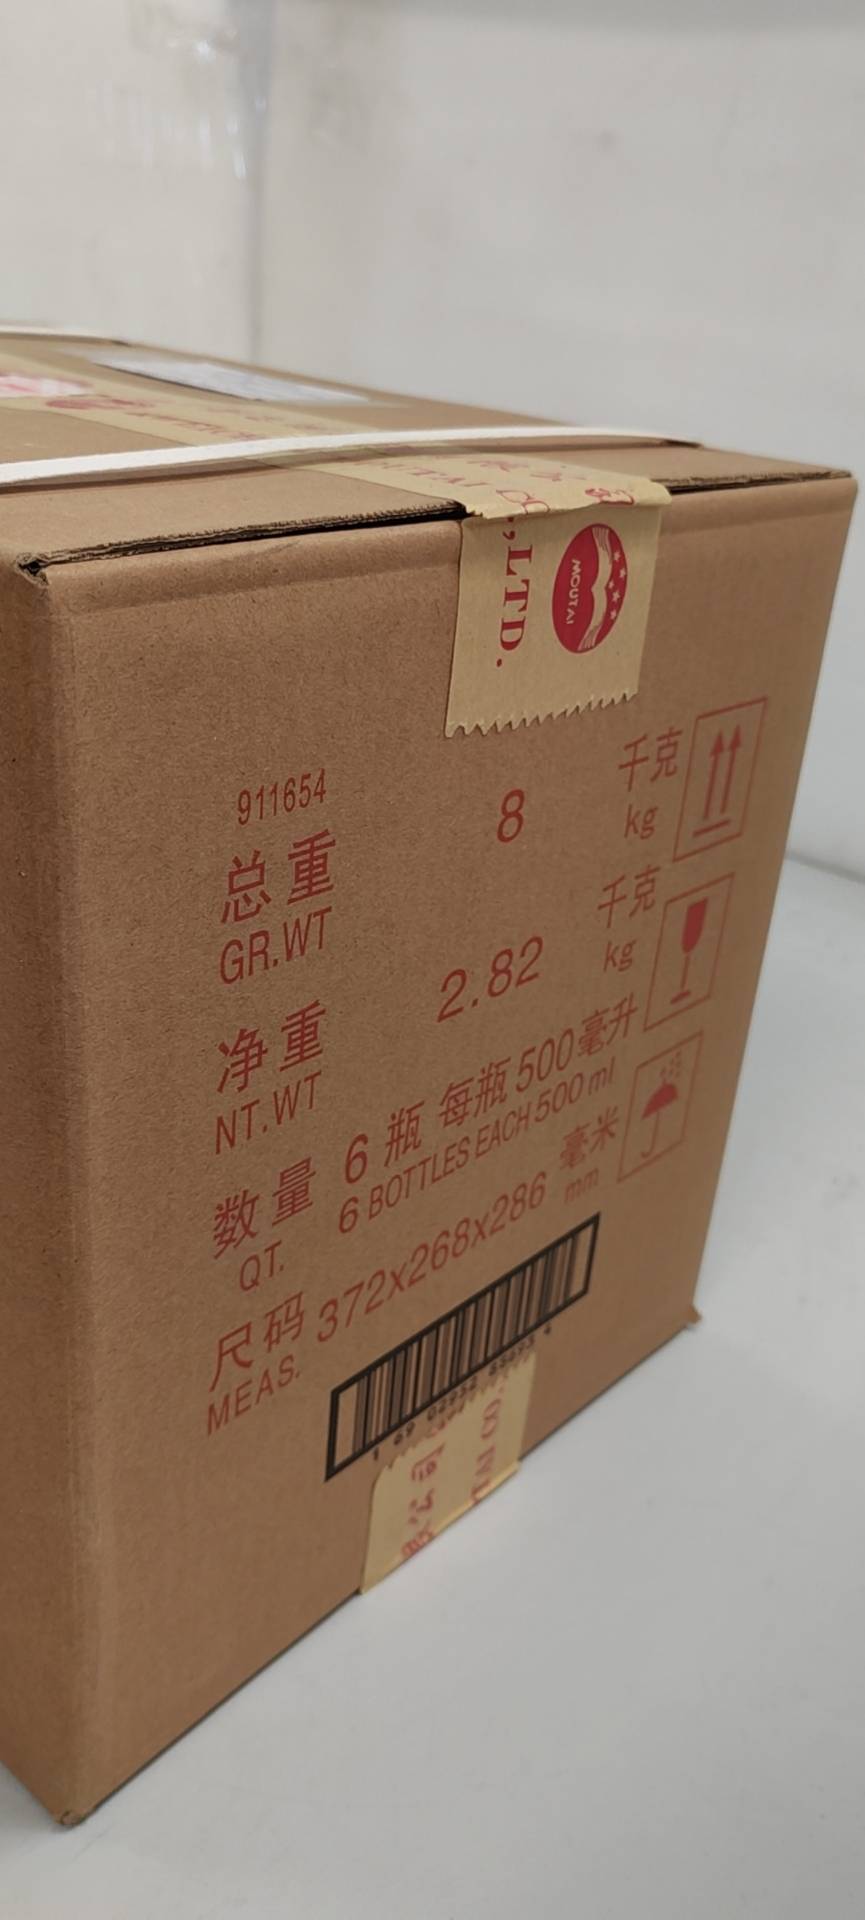 MOUTAI CO
.,LTD.
MOUTAI
911654
总重 8 千克
GR.WT kg
净重 2.82 千克
NT.WT kg
数量 6瓶 每瓶500毫升
QT. 6 BOTTLES EACH 500 ml
尺码 372x268x286 毫米
MEAS. mm